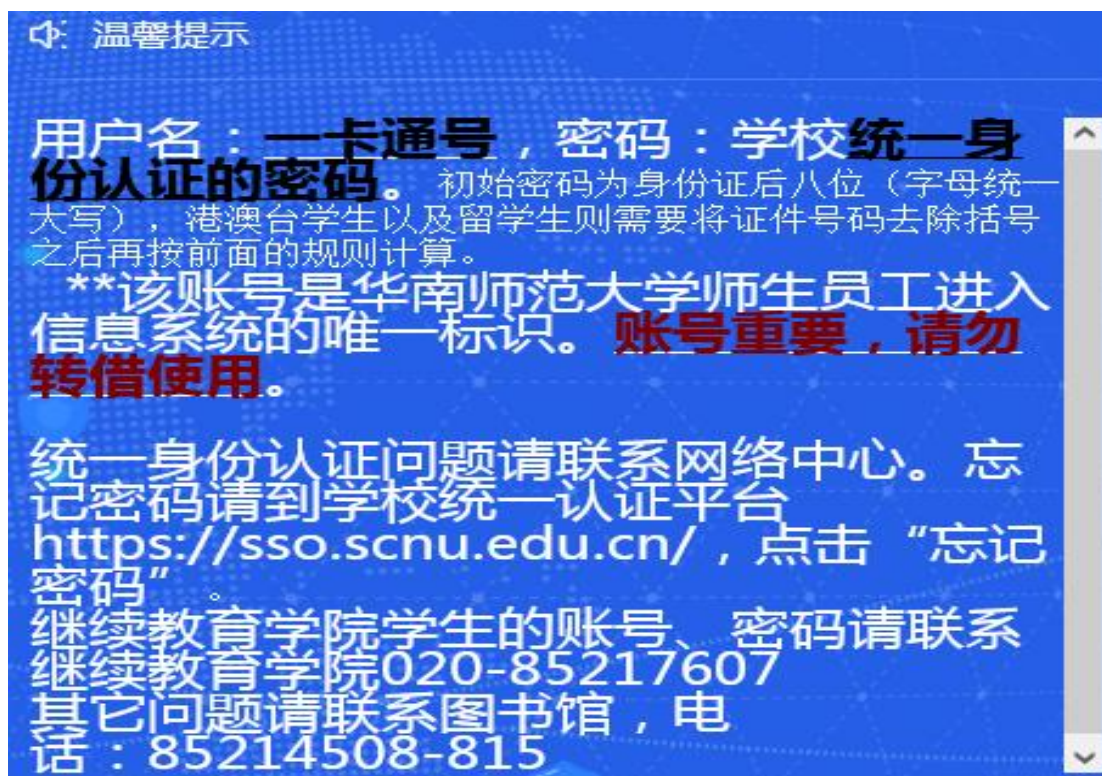 温馨提示
用户名：一卡通号，密码：学校统一身
份认证的密码。初始密码为身份证后八位（字母统一
大写），港澳台学生以及留学生则需要将证件号码去除括号
之后再按前面的规则计算。
**该账号是华南师范大学师生员工进入
信息系统的唯一标识。账号重要，请勿
转借使用。
统一身份认证问题请联系网络中心。忘
记密码请到学校统一认证平台
https://sso.scnu.edu.cn/，点击“忘记
密码”。
继续教育学院学生的账号、密码请联系
继续教育学院020-85217607
其它问题请联系图书馆，电
话：85214508-815